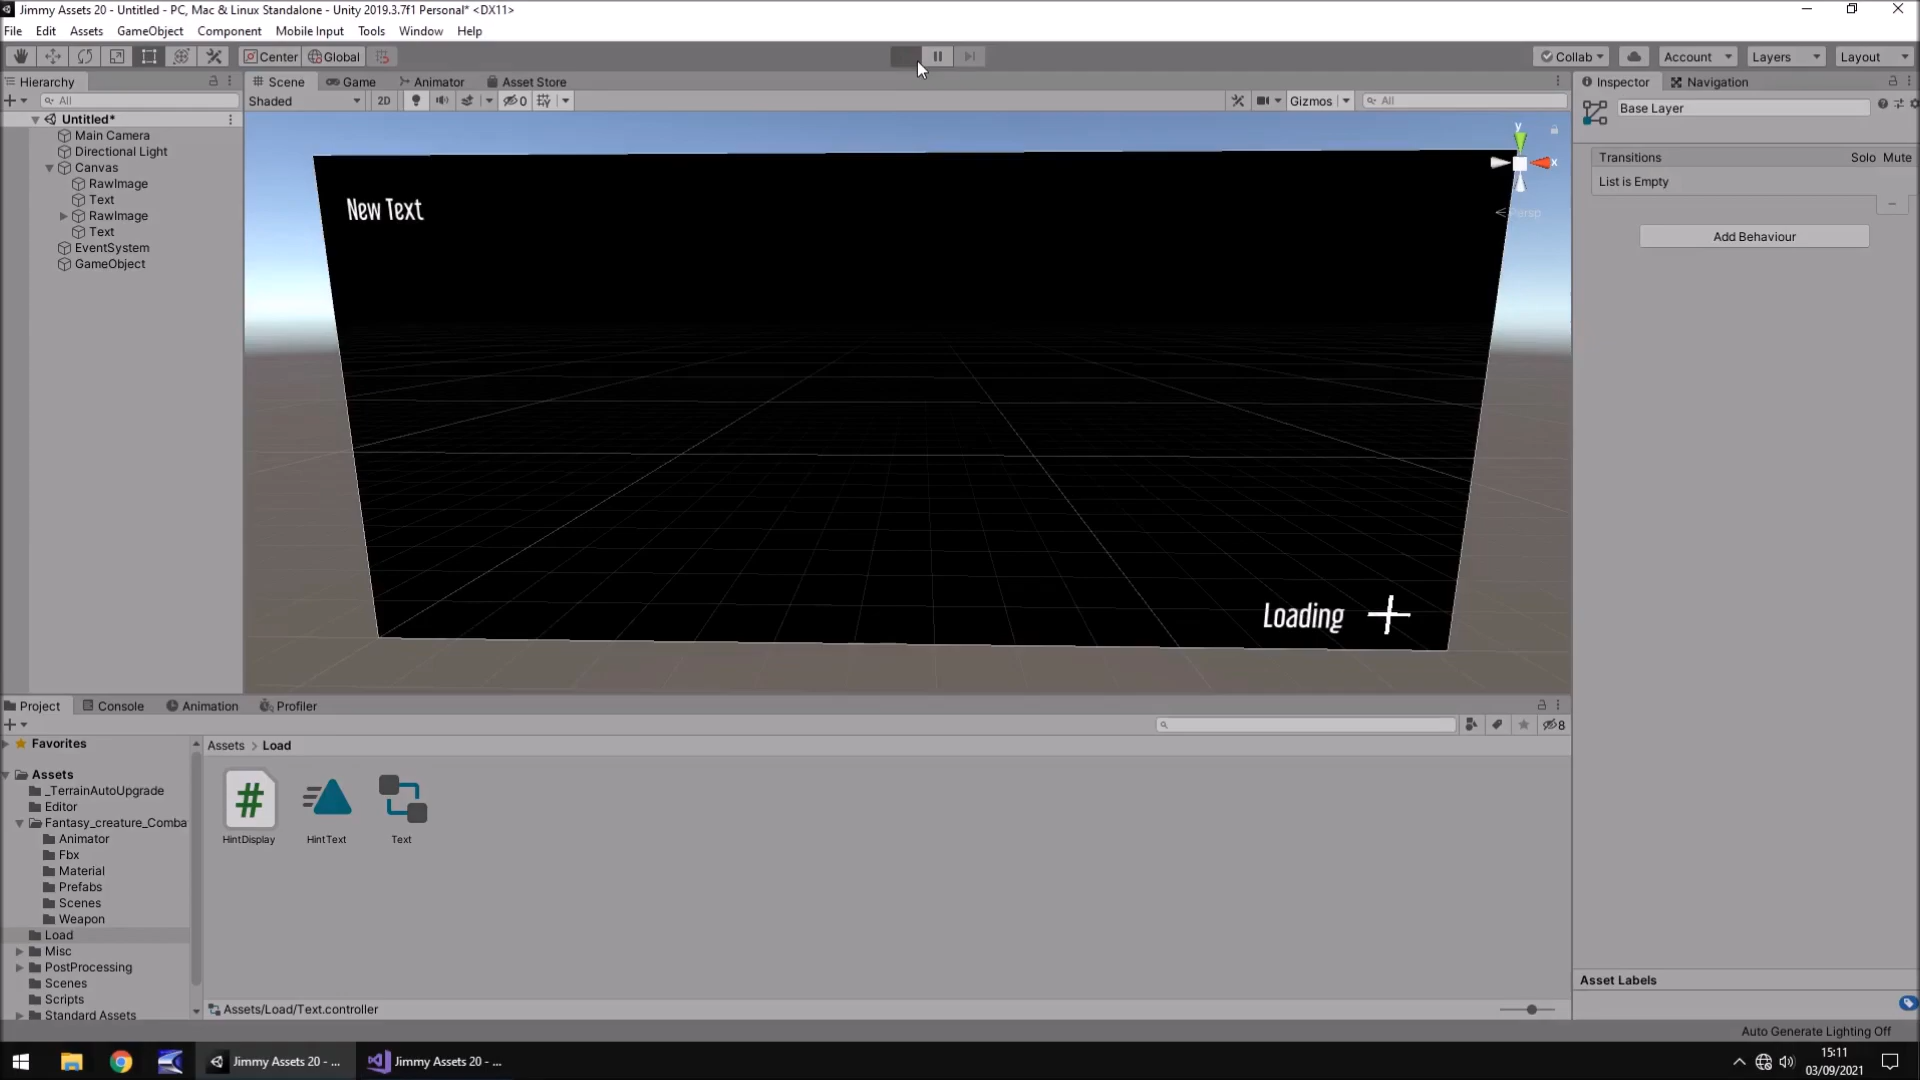 Jimmy Assets 20 - Untitled - PC, Mac & Linux Standalone - Unity 2019.3.7f1 Personal* <DX11>
File Edit Assets GameObject Component Mobile Input Tools Window Help
Center Global Collab Account Layers Layout
Hierarchy
Scene Game Animator Asset Store
Inspector Navigation
All
Shaded 2D 0 Gizmos All
Base Layer
Untitled*
Main Camera
Directional Light
Canvas
RawImage
Text
RawImage
Text
EventSystem
GameObject
y
x
Persp
New Text
Loading
Transitions Solo Mute
List is Empty
Add Behaviour
Project Console Animation Profiler
8
Favorites
Assets
_TerrainAutoUpgrade
Editor
Fantasy_creature_Comba
Animator
Fbx
Material
Prefabs
Scenes
Weapon
Load
Misc
PostProcessing
Scenes
Scripts
Standard Assets
Assets > Load
#
HintDisplay HintText Text
Assets/Load/Text.controller
Asset Labels
Auto Generate Lighting Off
Jimmy Assets 20 - ...
Jimmy Assets 20 - ...
15:11
03/09/2021